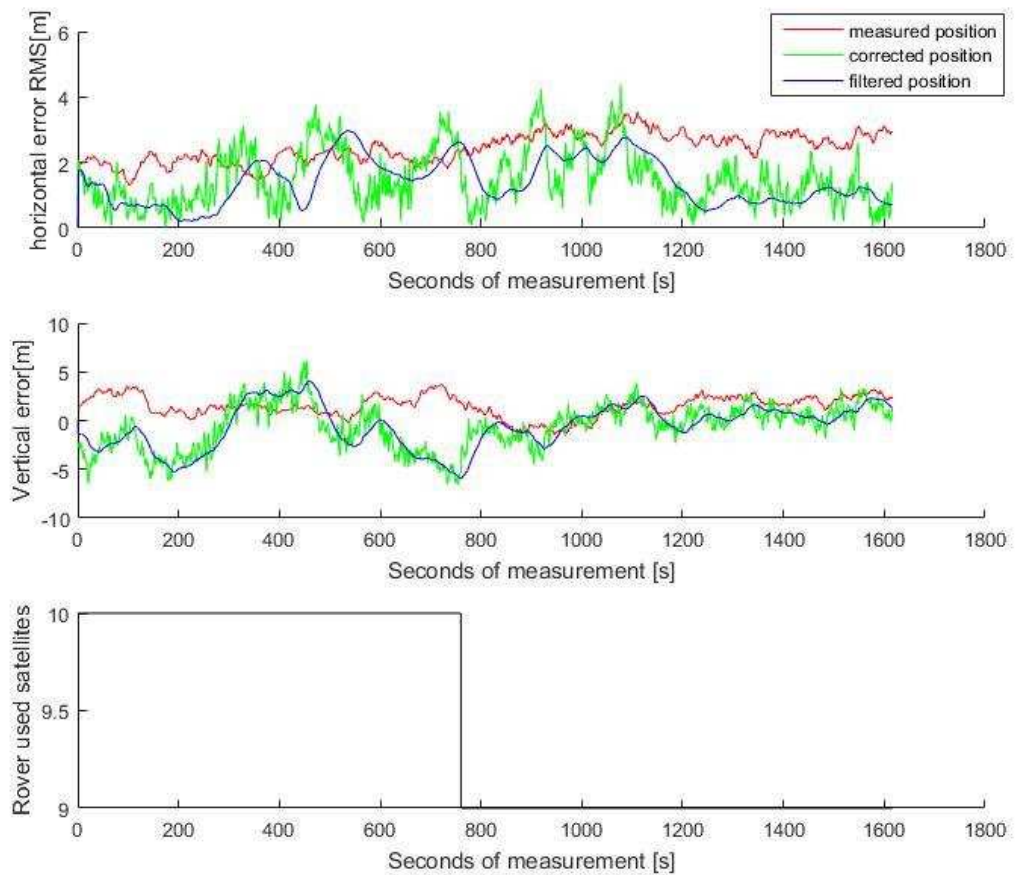 measured position
corrected position
filtered position
horizontal error RMS[m]
6
4
2
0
0 200 400 600 800 1000 1200 1400 1600 1800
Seconds of measurement [s]
Vertical error[m]
10
5
0
-5
-10
0 200 400 600 800 1000 1200 1400 1600 1800
Seconds of measurement [s]
Rover used satellites
10
9.5
9
0 200 400 600 800 1000 1200 1400 1600 1800
Seconds of measurement [s]